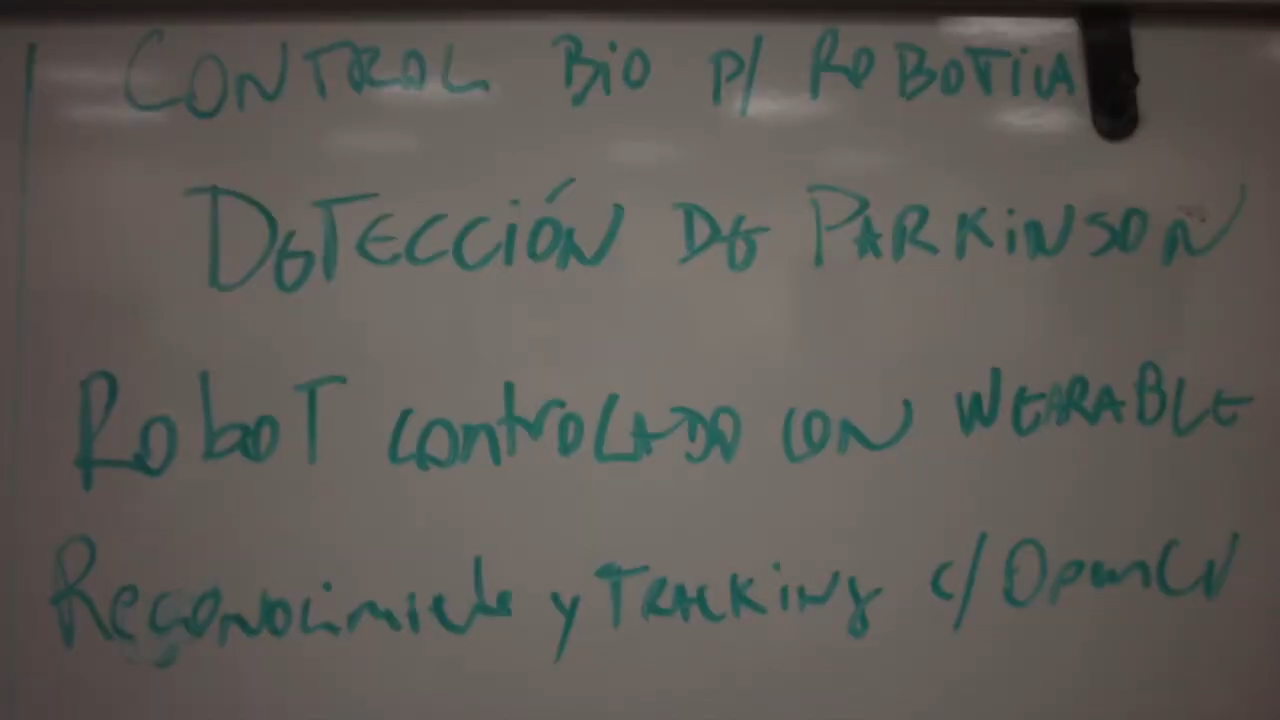 CONTROL BIO P/ ROBOTICA
DETECCIÓN DE PARKINSON
ROBOT CONTROLADO CON WEARABLE
Reconocimiento y TRACKING c/ OpenCV